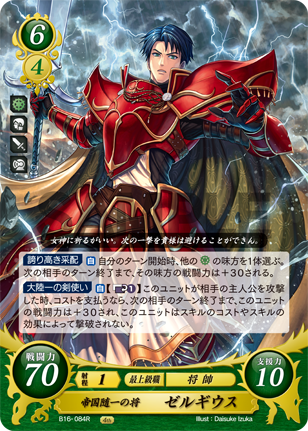 6
4
女神に祈るがいい。次の一撃を貴様は避けることができん。
誇り高き采配 自 自分のターン開始時、他の の味方を1体選ぶ。
次の相手のターン終了まで、その味方の戦闘力は+30される。
大陸一の剣使い 自 【 1】このユニットが相手の主人公を攻撃
した時、コストを支払うなら、次の相手のターン終了まで、このユニット
の戦闘力は+30され、このユニットはスキルのコストやスキルの
効果によって撃破されない。
戦闘力
70
射程 1 最上級職 将帥
帝国随一の将 ゼルギウス
支援力
10
B16-084R
Illust : Daisuke Izuka